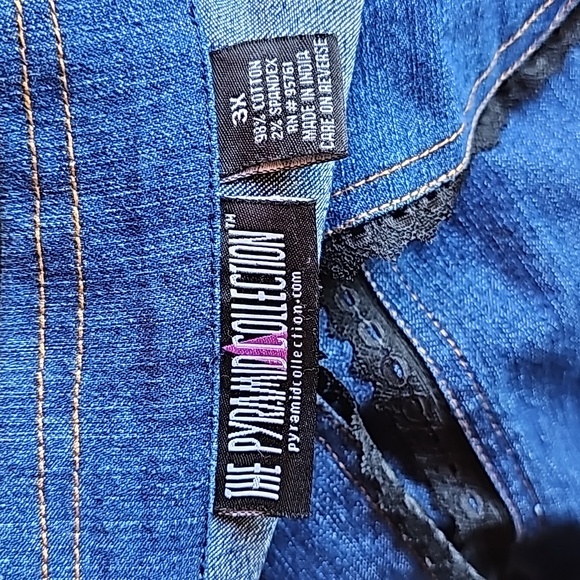 3X
98% COTTON
2% SPANDEX
RN # 95761
MADE IN INDIA
CARE ON REVERSE
THE PYRAMID COLLECTION™
pyramidcollection.com